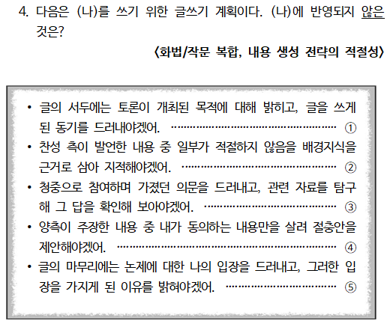 4. 다음은 (나)를 쓰기 위한 글쓰기 계획이다. (나)에 반영되지 않은
것은?
<화법/작문 복합, 내용 생성 전략의 적절성>
• 글의 서두에는 토론이 개최된 목적에 대해 밝히고, 글을 쓰게
된 동기를 드러내야겠어. ······················································ ①
• 찬성 측이 발언한 내용 중 일부가 적절하지 않음을 배경지식을
근거로 삼아 지적해야겠어. ················································· ②
• 청중으로 참여하며 가졌던 의문을 드러내고, 관련 자료를 탐구
해 그 답을 확인해 보아야겠어. ··········································· ③
• 양측이 주장한 내용 중 내가 동의하는 내용만을 살려 절충안을
제안해야겠어. ····································································· ④
• 글의 마무리에는 논제에 대한 나의 입장을 드러내고, 그러한 입
장을 가지게 된 이유를 밝혀야겠어. ···································· ⑤